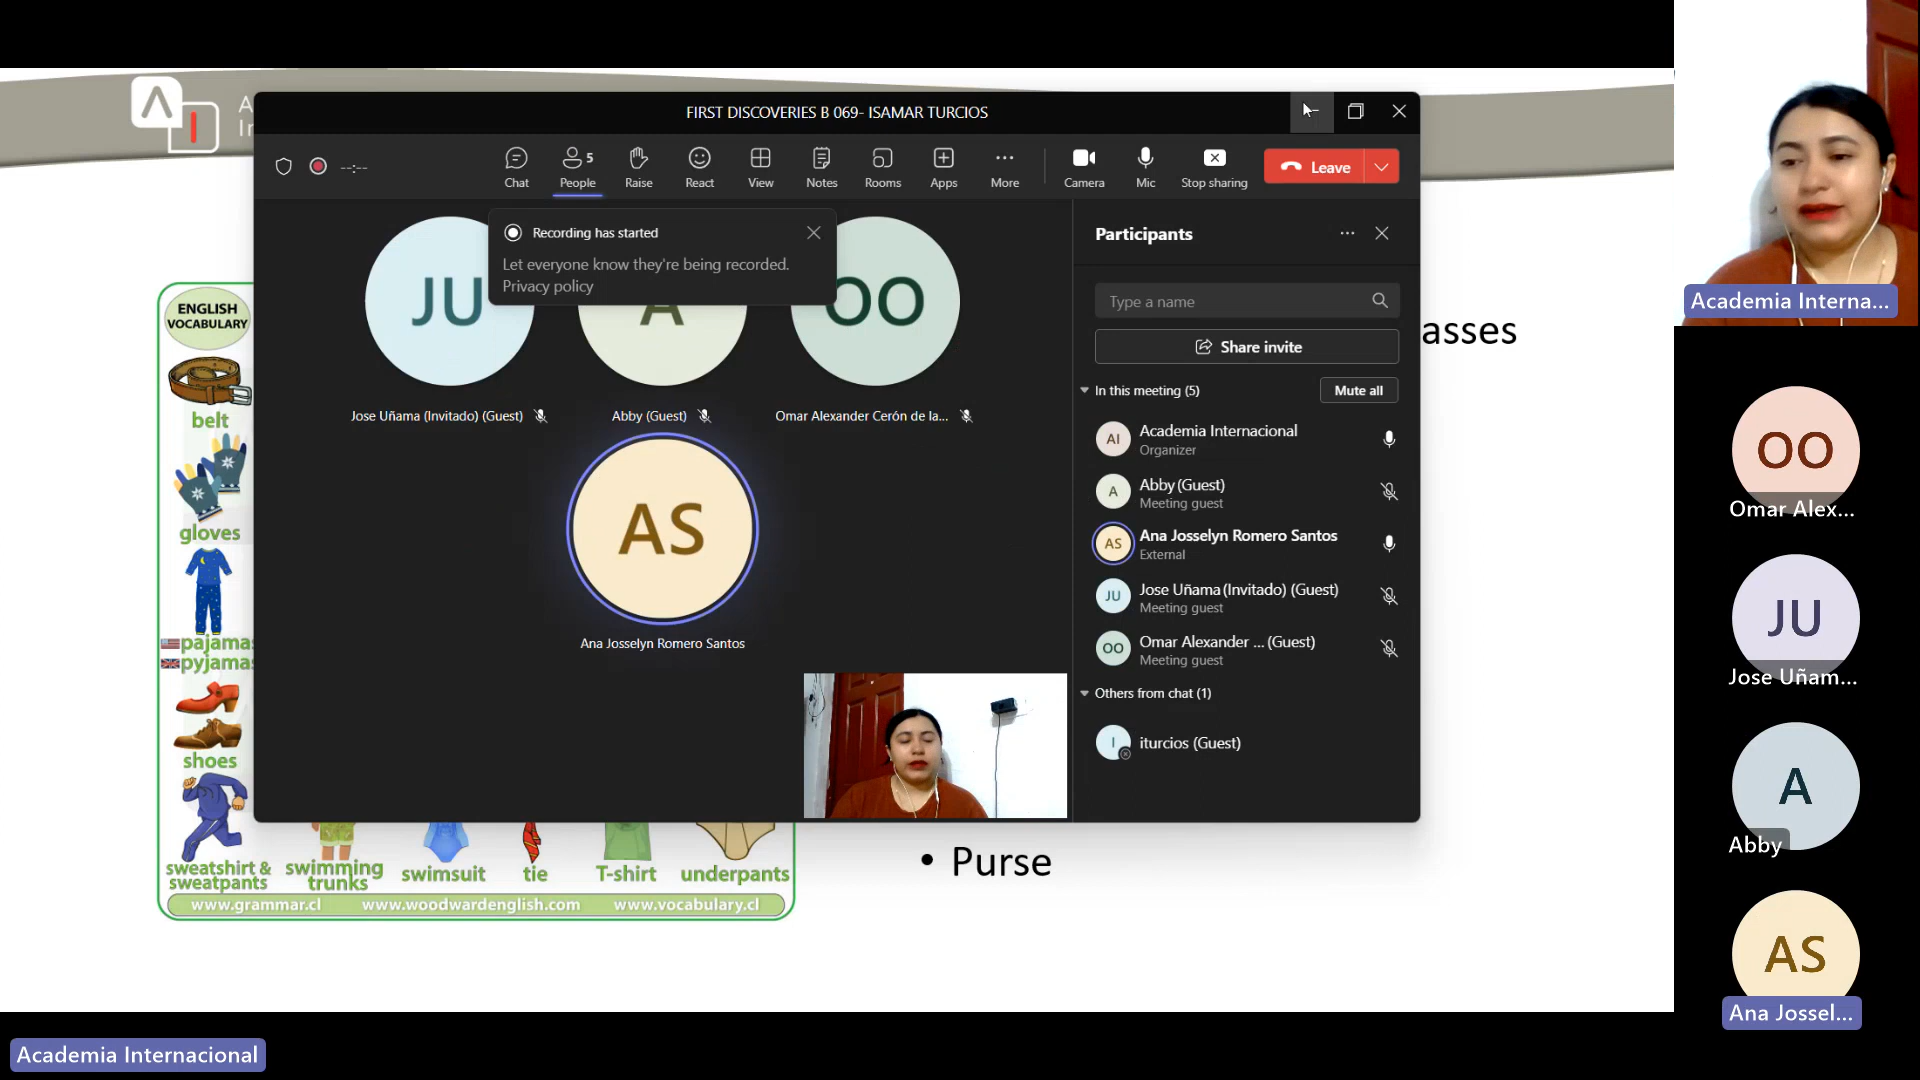 A
In
FIRST DISCOVERIES B 069- ISAMAR TURCIOS
--:--
Chat
5
People
Raise
React
View
Notes
Rooms
Apps
More
Camera
Mic
Stop sharing
Leave
Recording has started
Let everyone know they're being recorded.
Privacy policy
JU
A
OO
Jose Uñama (Invitado) (Guest)
Abby (Guest)
Omar Alexander Cerón de la...
AS
Ana Josselyn Romero Santos
Participants
Type a name
Share invite
In this meeting (5)
Mute all
AI
Academia Internacional
Organizer
A
Abby (Guest)
Meeting guest
AS
Ana Josselyn Romero Santos
External
JU
Jose Uñama (Invitado) (Guest)
Meeting guest
OO
Omar Alexander ... (Guest)
Meeting guest
Others from chat (1)
I
iturcios (Guest)
ENGLISH
VOCABULARY
belt
gloves
pajamas
pyjamas
shoes
sweatshirt &
sweatpants
swimming
trunks
swimsuit
tie
T-shirt
underpants
www.grammar.cl
www.woodwardenglish.com
www.vocabulary.cl
asses
• Purse
Academia Interna...
OO
Omar Alex...
JU
Jose Uñam...
A
Abby
AS
Ana Jossel...
Academia Internacional